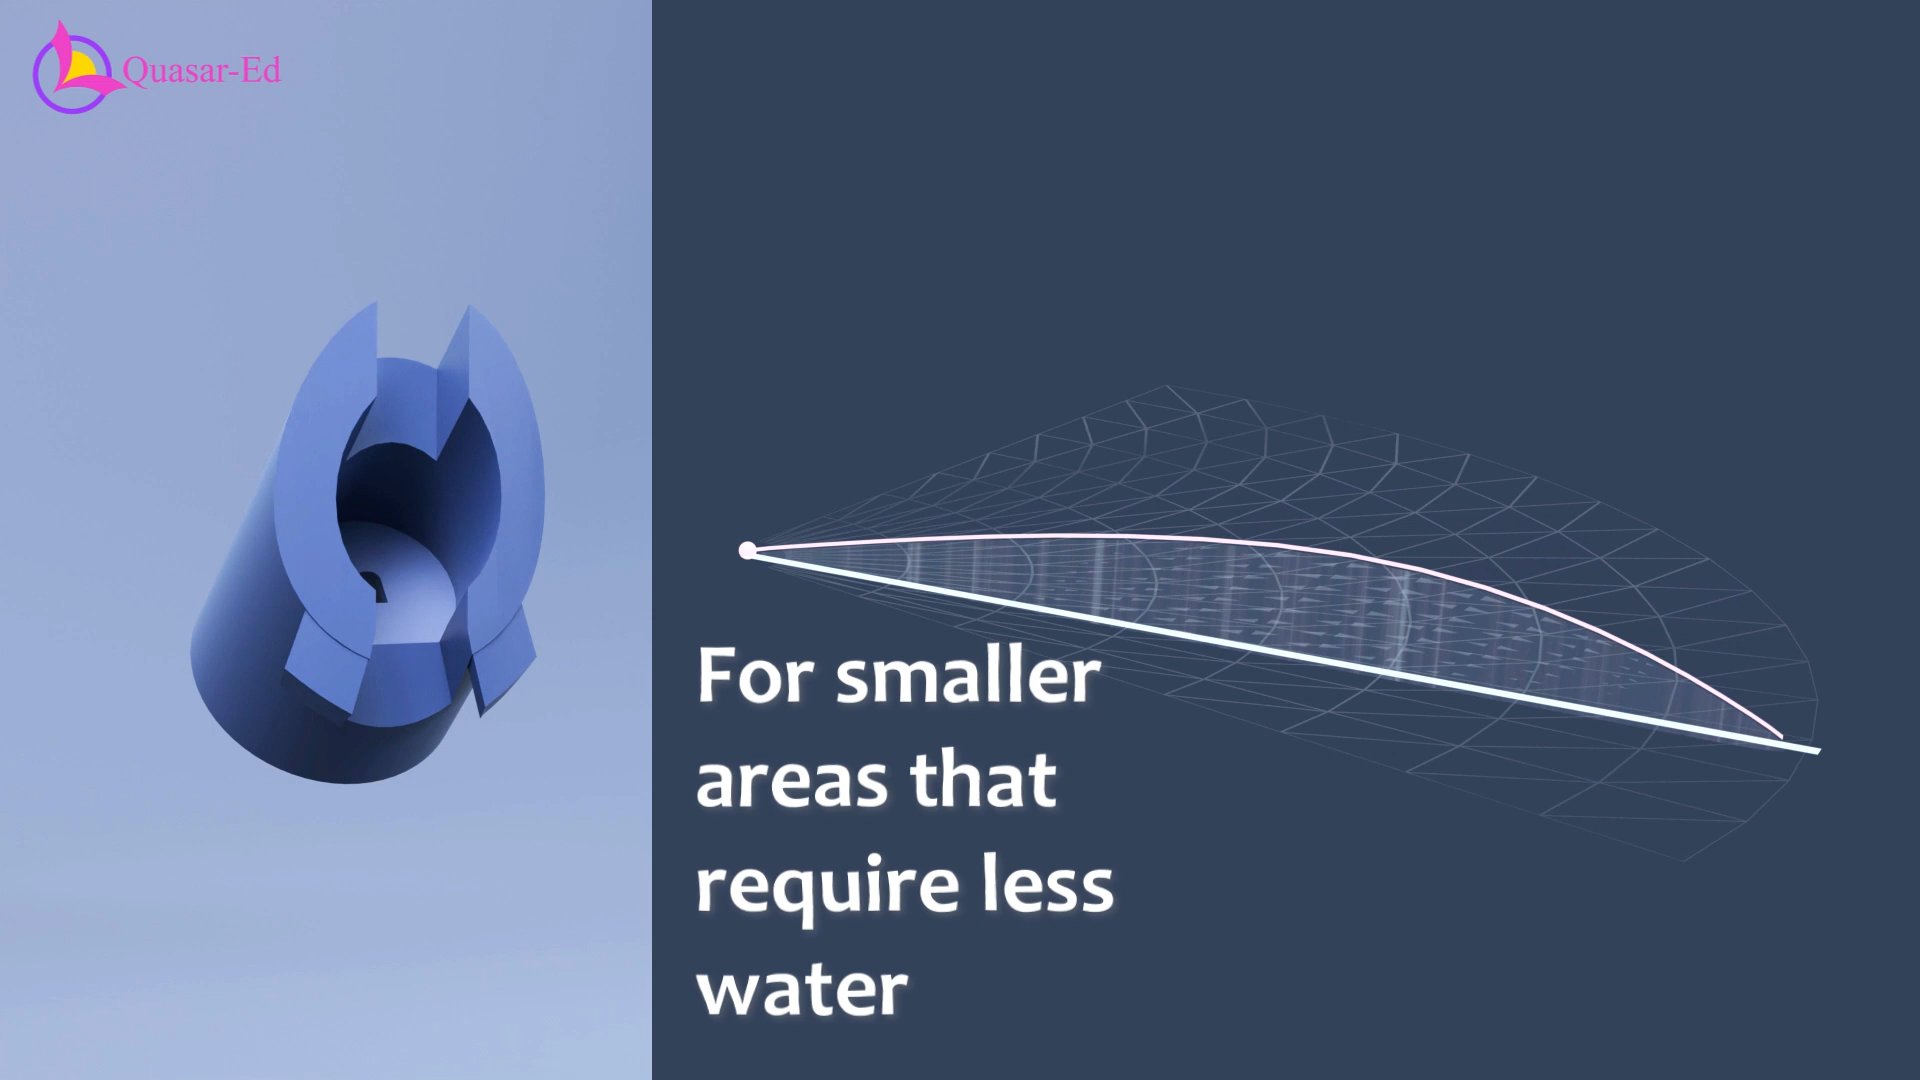 Quasar-Ed
For smaller
areas that
require less
water